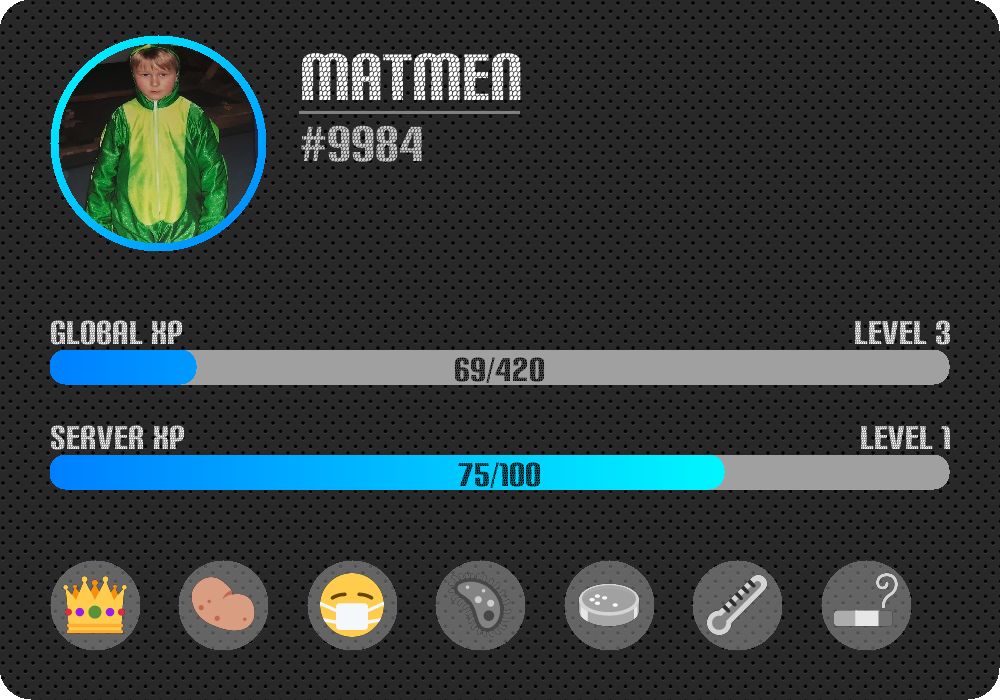 MATMEN
#9984
GLOBAL XP LEVEL 3
69/420
SERVER XP LEVEL 1
75/100